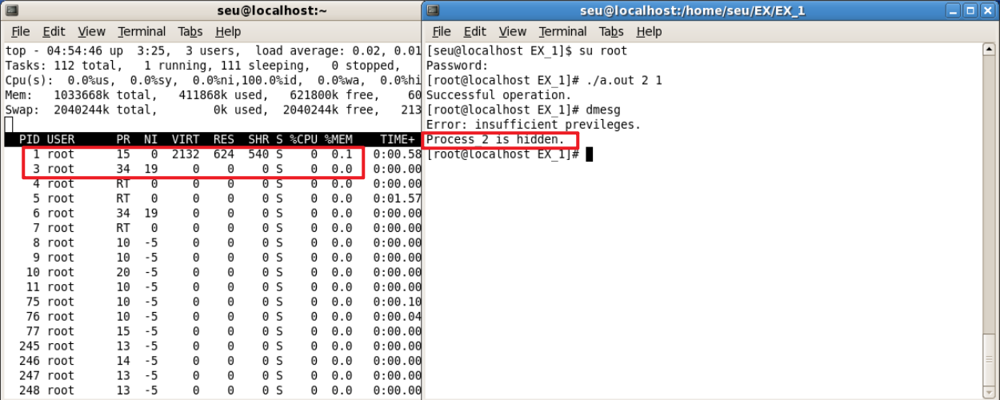 seu@localhost:~
File Edit View Terminal Tabs Help
top - 04:54:46 up  3:25,  3 users,  load average: 0.02, 0.01
Tasks: 112 total,   1 running, 111 sleeping,   0 stopped,
Cpu(s):  0.0%us,  0.0%sy,  0.0%ni,100.0%id,  0.0%wa,  0.0%hi
Mem:   1033668k total,   411868k used,   621800k free,    60
Swap:  2040244k total,        0k used,  2040244k free,   213
PID USER      PR  NI  VIRT  RES  SHR S %CPU %MEM    TIME+
1 root      15   0  2132  624  540 S    0  0.1   0:00.58
3 root      34  19     0    0    0 S    0  0.0   0:00.00
4 root      RT   0     0    0    0 S    0  0.0   0:00.00
5 root      RT   0     0    0    0 S    0  0.0   0:01.57
6 root      34  19     0    0    0 S    0  0.0   0:00.00
7 root      RT   0     0    0    0 S    0  0.0   0:00.00
8 root      10  -5     0    0    0 S    0  0.0   0:00.00
9 root      10  -5     0    0    0 S    0  0.0   0:00.00
10 root      20  -5     0    0    0 S    0  0.0   0:00.00
11 root      10  -5     0    0    0 S    0  0.0   0:00.00
75 root      10  -5     0    0    0 S    0  0.0   0:00.10
76 root      10  -5     0    0    0 S    0  0.0   0:00.04
77 root      15  -5     0    0    0 S    0  0.0   0:00.00
245 root      13  -5     0    0    0 S    0  0.0   0:00.00
246 root      14  -5     0    0    0 S    0  0.0   0:00.00
247 root      13  -5     0    0    0 S    0  0.0   0:00.00
248 root      13  -5     0    0    0 S    0  0.0   0:00.00
seu@localhost:/home/seu/EX/EX_1
File Edit View Terminal Tabs Help
[seu@localhost EX_1]$ su root
Password:
[root@localhost EX_1]# ./a.out 2 1
Successful operation.
[root@localhost EX_1]# dmesg
Error: insufficient previleges.
Process 2 is hidden.
[root@localhost EX_1]#